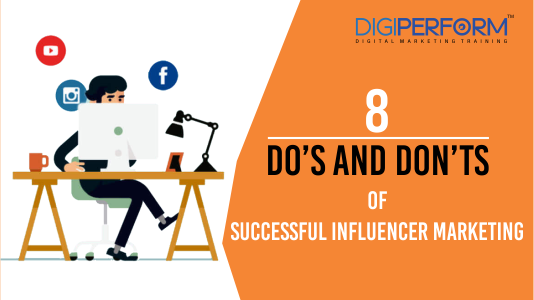 DIGIPERFORM™
DIGITAL MARKETING TRAINING
8
DO'S AND DON'TS
OF
SUCCESSFUL INFLUENCER MARKETING